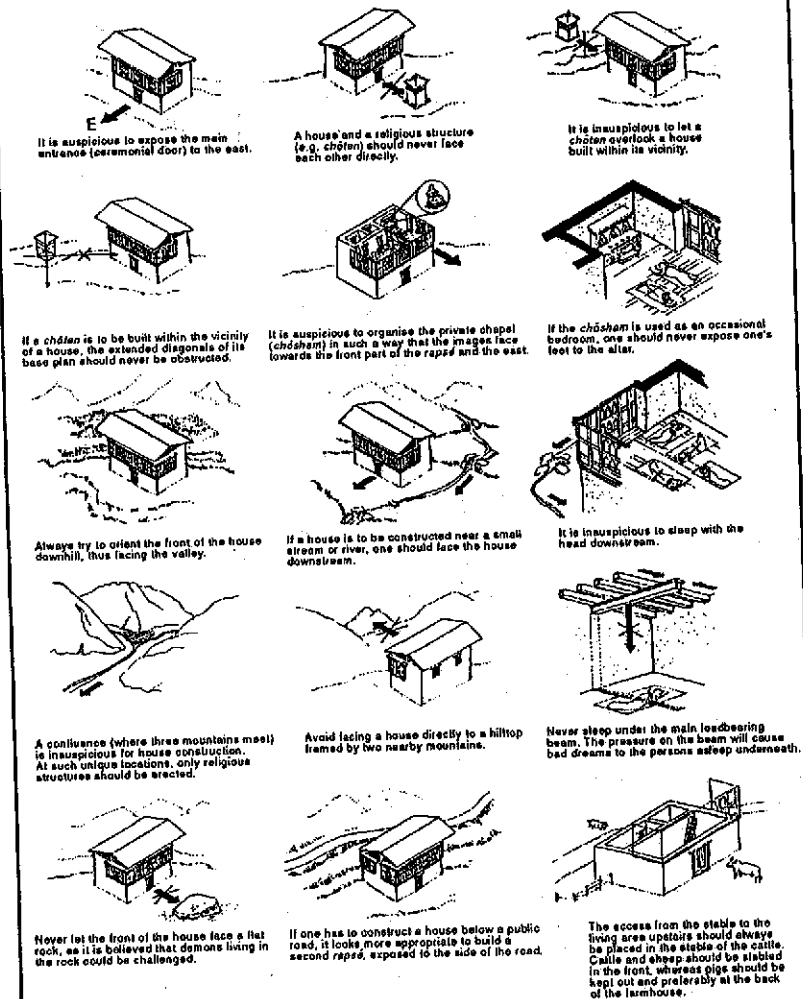 E
It is auspicious to expose the main
entrance (ceremonial door) to the east.
A house and a religious structure
(e.g. chöten) should never face
each other directly.
It is inauspicious to let a
chöten overlook a house
built within its vicinity.
If a chöten is to be built within the vicinity
of a house, the extended diagonals of its
base plan should never be obstructed.
It is auspicious to organise the private chapel
(chösham) in such a way that the images face
towards the front part of the rapsé and the east.
If the chösham is used as an occasional
bedroom, one should never expose one's
feet to the altar.
Always try to orient the front of the house
downhill, thus facing the valley.
If a house is to be constructed near a small
stream or river, one should face the house
downstream.
It is inauspicious to sleep with the
head downstream.
A confluence (where three mountains meet)
is inauspicious for house construction.
At such unique locations, only religious
structures should be erected.
Avoid facing a house directly to a hilltop
framed by two nearby mountains.
Never sleep under the main loadbearing
beam. The pressure on the beam will cause
bad dreams to the persons asleep underneath.
Never let the front of the house face a flat
rock, as it is believed that demons living in
the rock could be challenged.
If one has to construct a house below a public
road, it looks more appropriate to build a
second rapsé, exposed to the side of the road.
The access from the stable to the
living area upstairs should always
be placed in the stable of the cattle.
Cattle and sheep should be stabled
in the front, whereas pigs should be
kept out and preferably at the back
of the farmhouse.